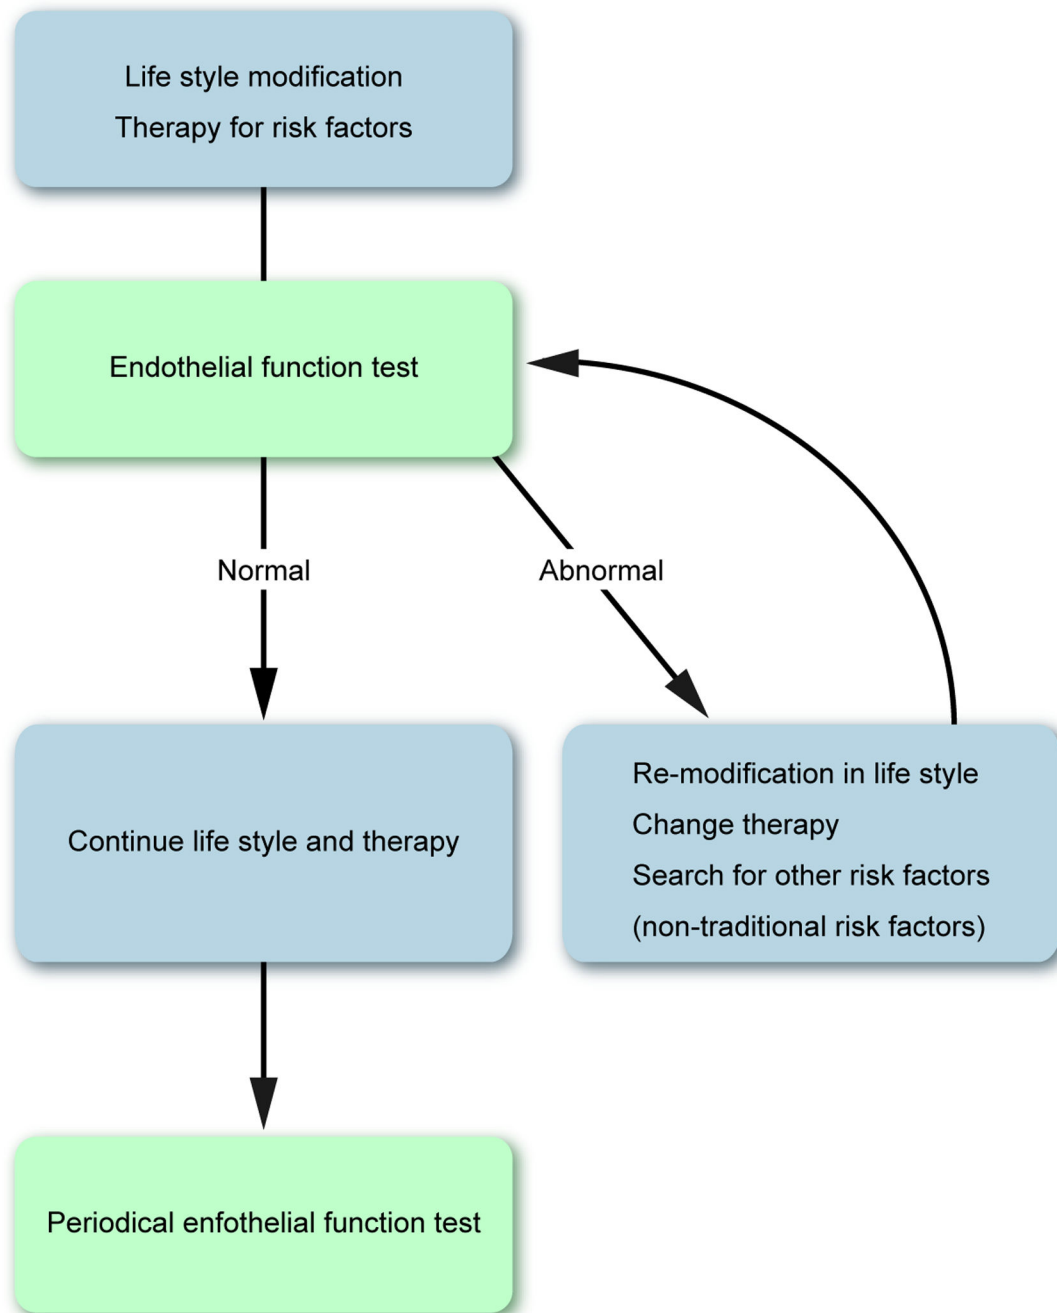 Life style modification
Therapy for risk factors
Endothelial function test
Normal
Abnormal
Continue life style and therapy
Re-modification in life style
Change therapy
Search for other risk factors
(non-traditional risk factors)
Periodical enfothelial function test